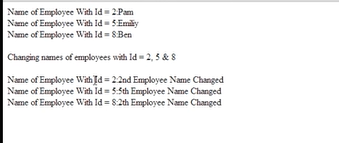 Name of Employee With Id = 2:Pam
Name of Employee With Id = 5:Emiliy
Name of Employee With Id = 8:Ben
Changing names of employees with Id = 2, 5 & 8
Name of Employee With Id = 2:2nd Employee Name Changed
Name of Employee With Id = 5:5th Employee Name Changed
Name of Employee With Id = 8:2th Employee Name Changed